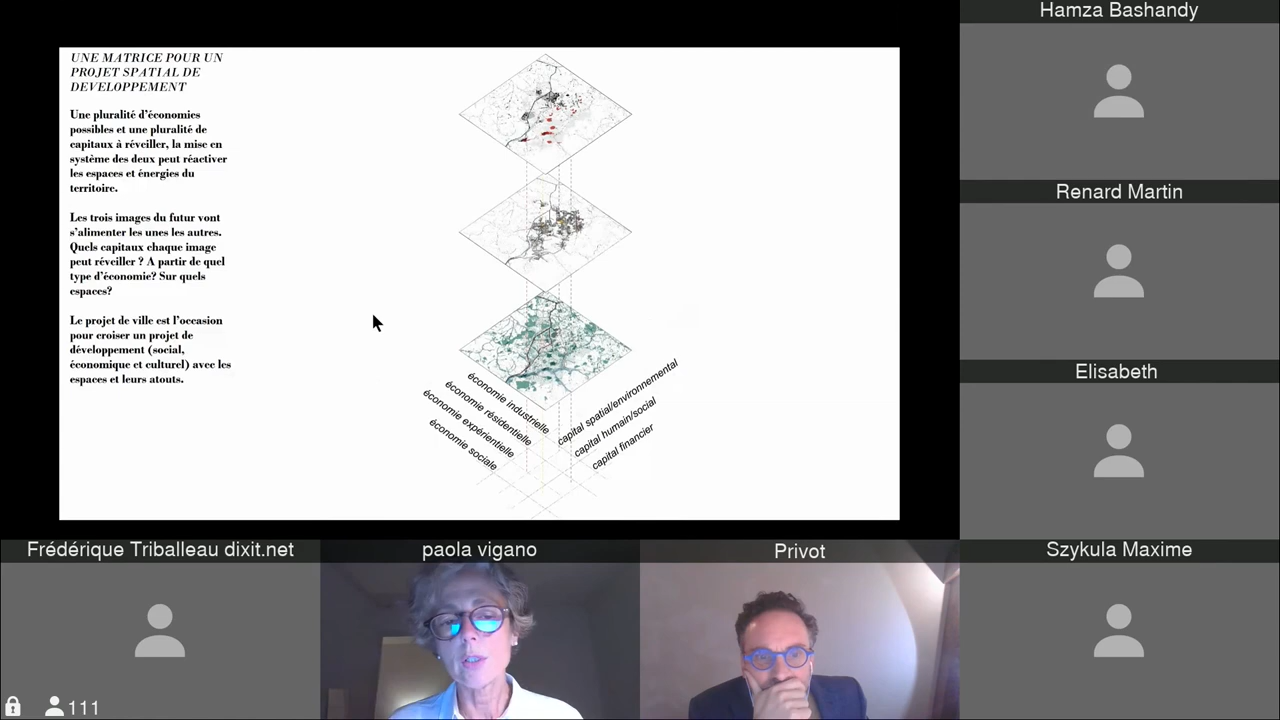 UNE MATRICE POUR UN
PROJET SPATIAL DE
DEVELOPPEMENT
Une pluralité d'économies
possibles et une pluralité de
capitaux à réveiller, la mise en
système des deux peut réactiver
les espaces et énergies du
territoire.
Les trois images du futur vont
s'alimenter les unes les autres.
Quels capitaux chaque image
peut réveiller ? A partir de quel
type d'économie? Sur quels
espaces?
Le projet de ville est l'occasion
pour croiser un projet de
développement (social,
économique et culturel) avec les
espaces et leurs atouts.
économie industrielle
économie résidentielle
économie expérientielle
économie sociale
capital spatial/environnemental
capital humain/social
capital financier
Hamza Bashandy
Renard Martin
Elisabeth
Frédérique Triballeau dixit.net
paola vigano
Privot
Szykula Maxime
111